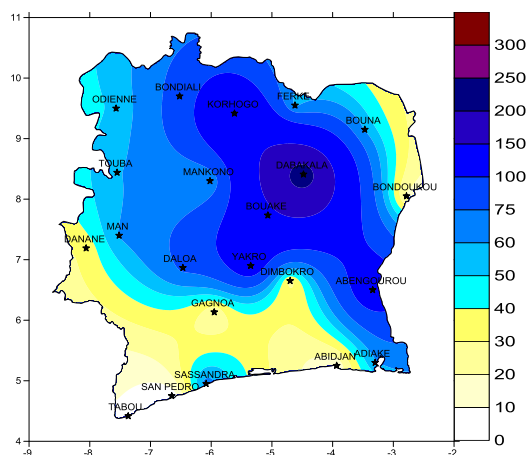 11
10
9
8
7
6
5
4
-9 -8 -7 -6 -5 -4 -3 -2
BONDIALI
ODIENNE
KORHOGO
FERKE
BOUNA
TOUBA
MANKONO
DABAKALA
BONDOUKOU
BOUAKE
MAN
DANANE
DALOA
YAKRO
DIMBOKRO
ABENGOUROU
GAGNOA
ABIDJAN
ADIAKE
SASSANDRA
SAN PEDRO
TABOU
300
250
200
150
100
75
60
50
40
30
20
10
0